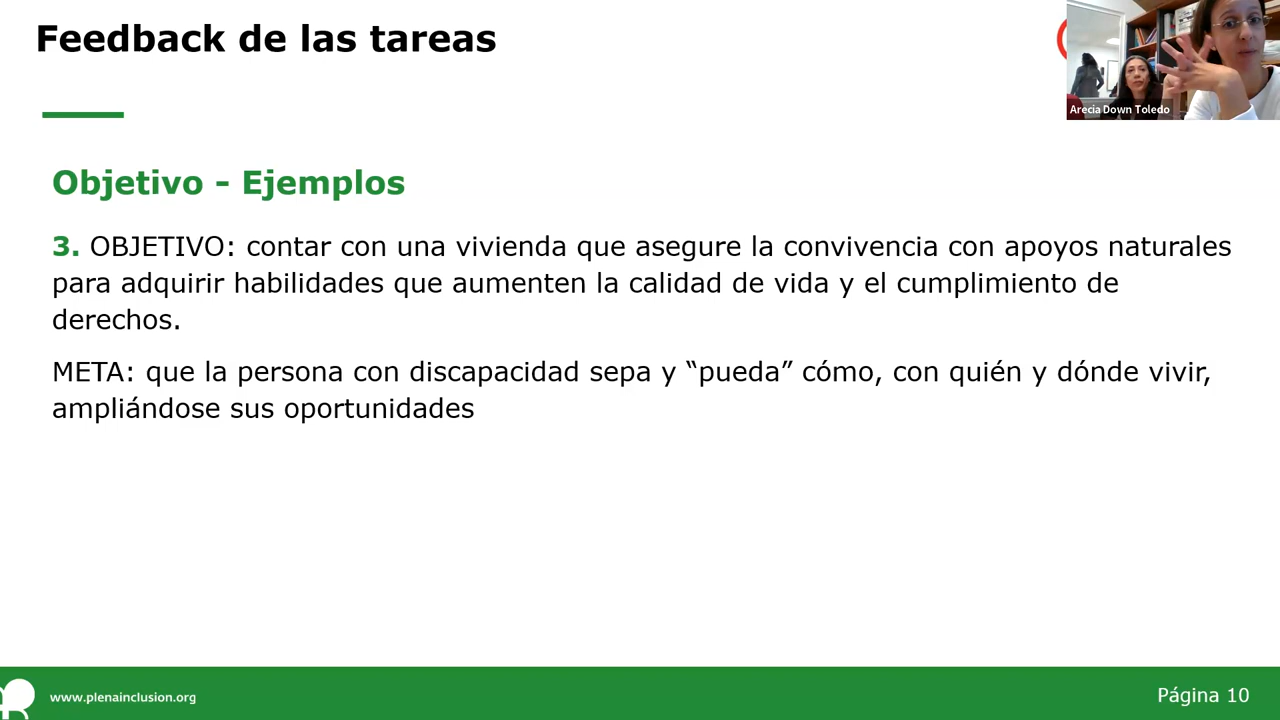 Feedback de las tareas
Arecia Down Toledo
Objetivo - Ejemplos
3. OBJETIVO: contar con una vivienda que asegure la convivencia con apoyos naturales
para adquirir habilidades que aumenten la calidad de vida y el cumplimiento de
derechos.
META: que la persona con discapacidad sepa y “pueda” cómo, con quién y dónde vivir,
ampliándose sus oportunidades
www.plenainclusion.org
Página 10